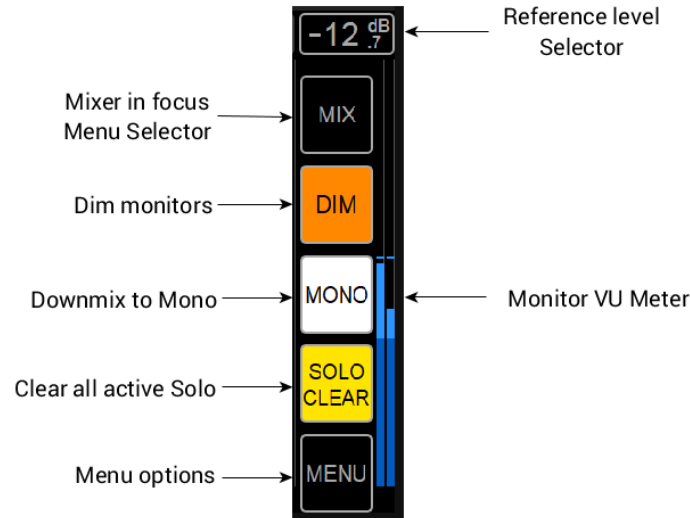 Reference level
Selector
-12 dB
.7
Mixer in focus
Menu Selector
MIX
Dim monitors
DIM
Downmix to Mono
MONO
Monitor VU Meter
Clear all active Solo
SOLO
CLEAR
Menu options
MENU